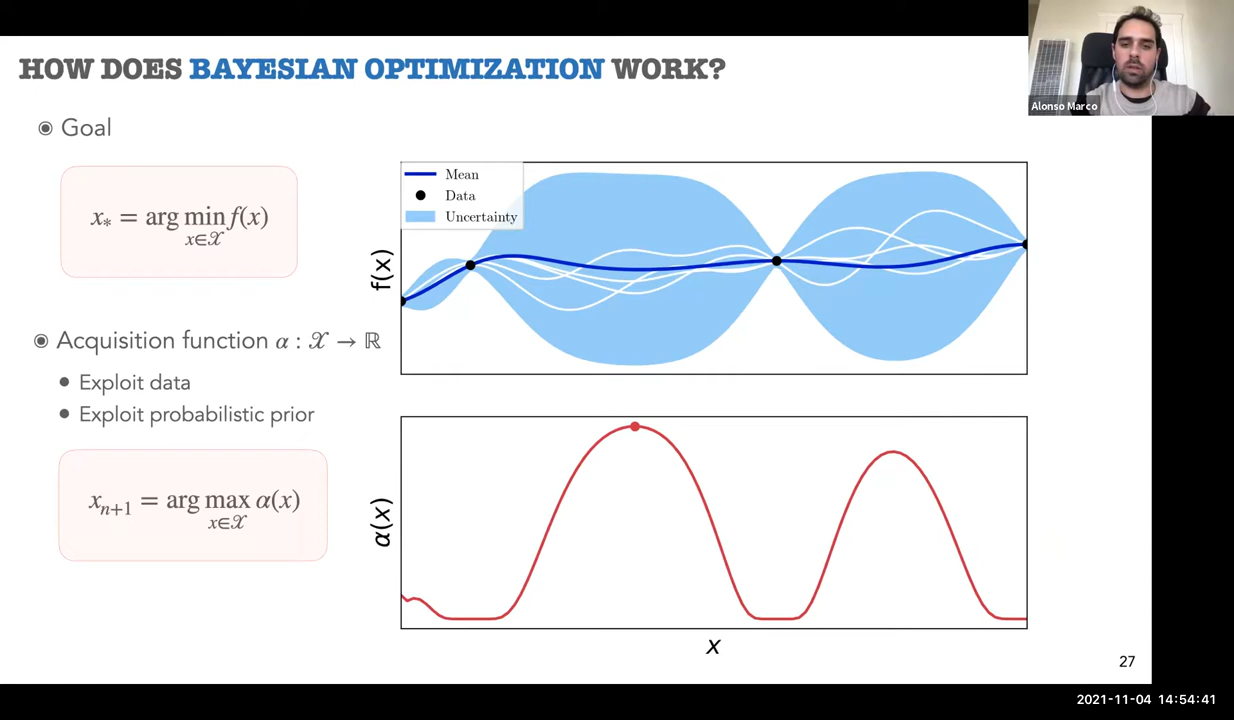 HOW DOES BAYESIAN OPTIMIZATION WORK?
Alonso Marco
Goal
x* = arg min f(x)
x∈𝒳
Acquisition function α : 𝒳 → ℝ
Exploit data
Exploit probabilistic prior
xₙ₊₁ = arg max α(x)
x∈𝒳
Mean
Data
Uncertainty
f(x)
α(x)
x
27
2021-11-04 14:54:41